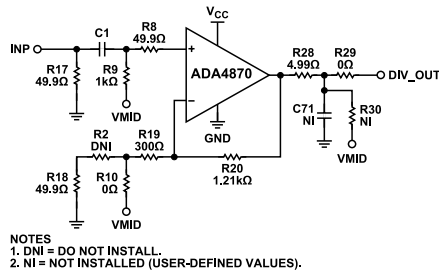 VCC
INP
C1
R8
49.9Ω
R17
49.9Ω
R9
1kΩ
VMID
+
ADA4870
−
GND
R28
4.99Ω
R29
0Ω
DIV_OUT
C71
NI
R30
NI
VMID
R2
DNI
R19
300Ω
R20
1.21kΩ
R18
49.9Ω
R10
0Ω
VMID
NOTES
1. DNI = DO NOT INSTALL.
2. NI = NOT INSTALLED (USER-DEFINED VALUES).